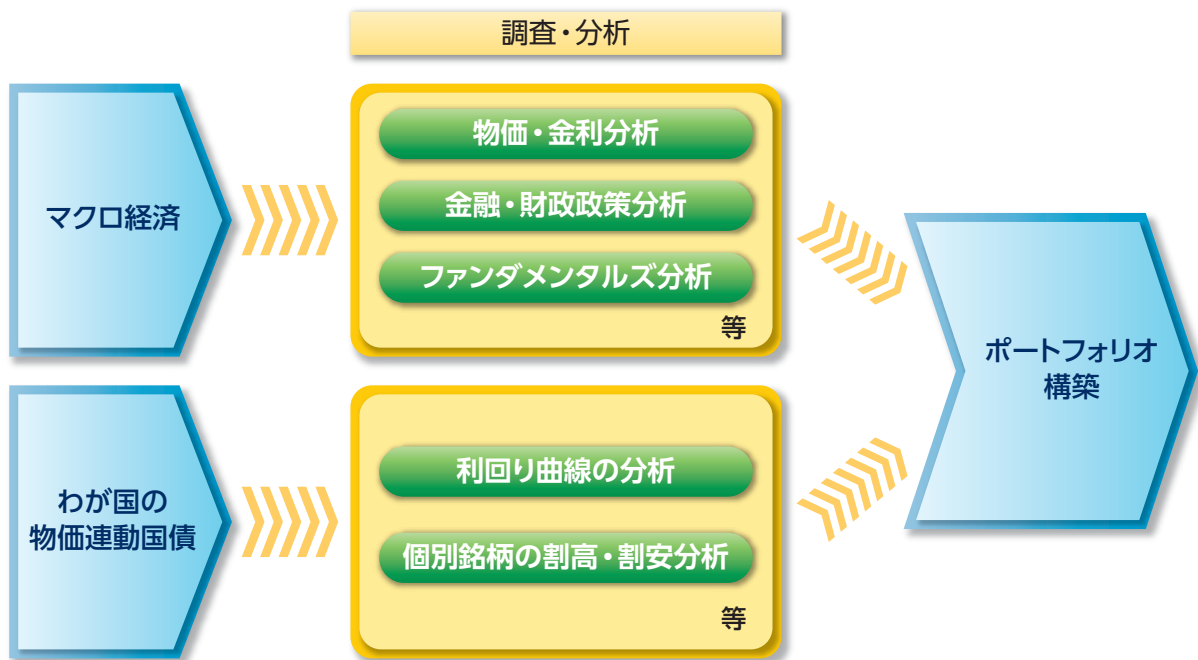 調査・分析
マクロ経済
物価・金利分析
金融・財政政策分析
ファンダメンタルズ分析
等
わが国の
物価連動国債
利回り曲線の分析
個別銘柄の割高・割安分析
等
ポートフォリオ
構築